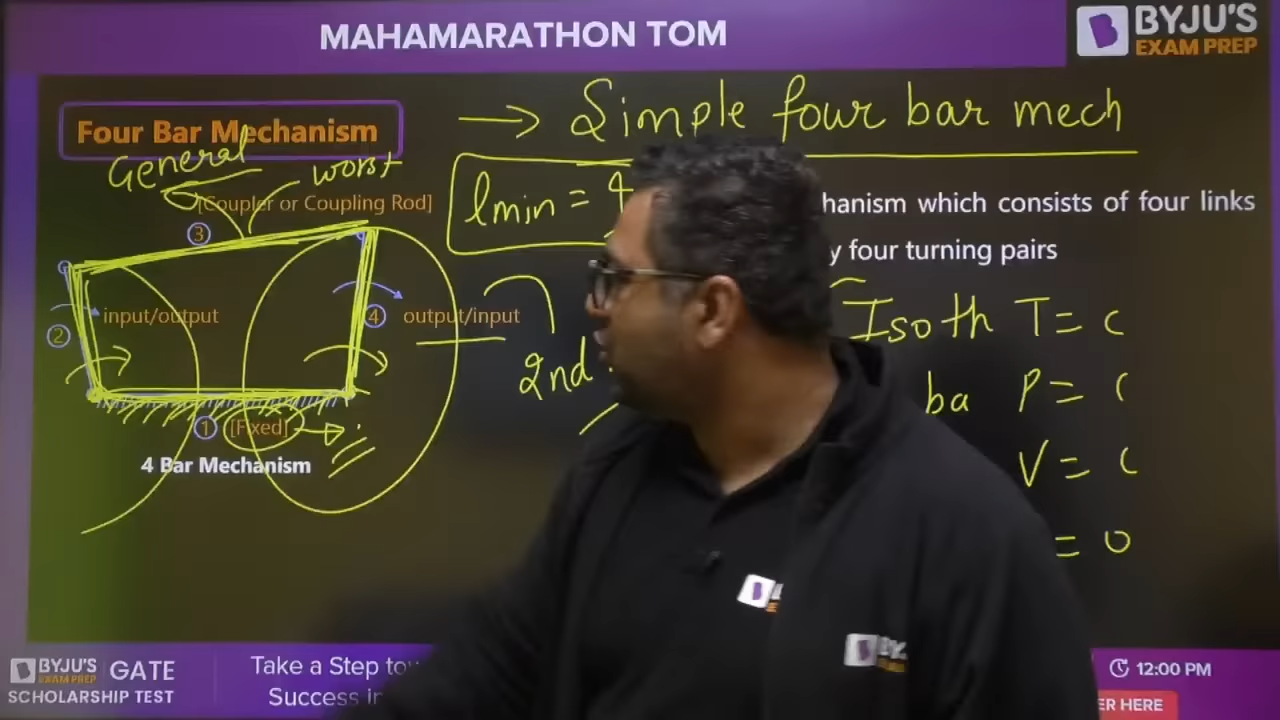 MAHAMARATHON TOM
BYJU'S
EXAM PREP
Four Bar Mechanism
→ Simple four bar mech
General
worst
[Coupler or Coupling Rod]
lmin = 4
hanism which consists of four links
y four turning pairs
③
②
input/output
④
output/input
Isoth T = C
2nd
ba P = C
① [Fixed]
V = C
4 Bar Mechanism
= 0
BYJU'S
EXAM PREP
GATE
SCHOLARSHIP TEST
Take a Step
Success in
12:00 PM
ER HERE